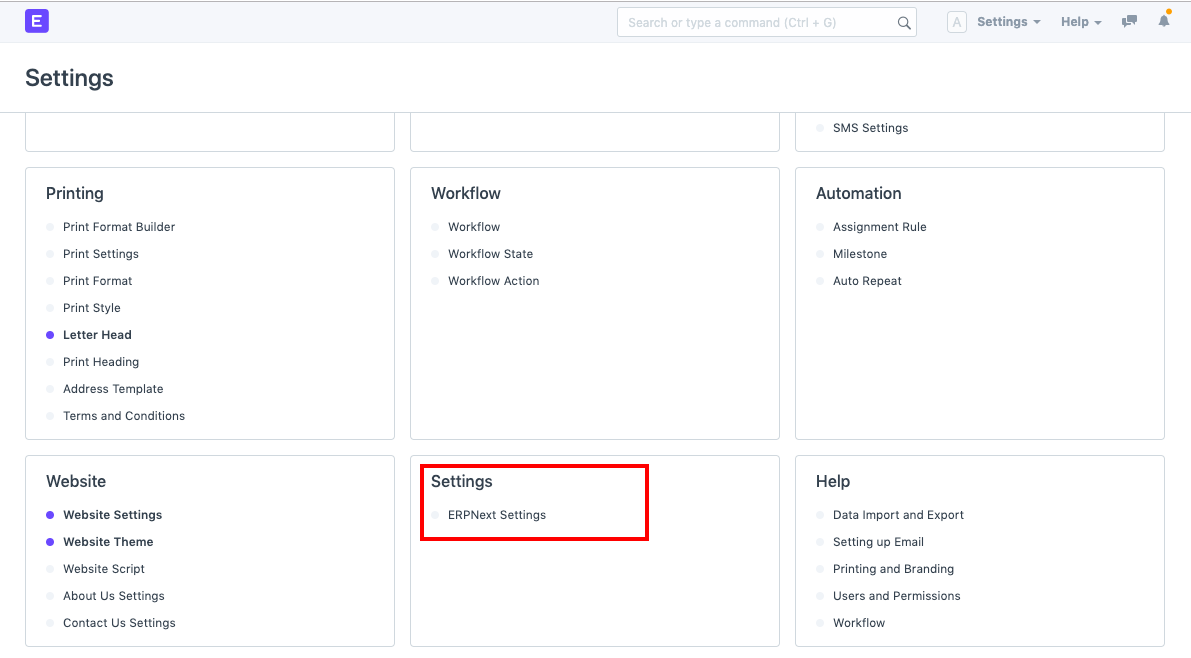 E
Search or type a command (Ctrl + G)
A
Settings
Help
Settings
SMS Settings
Printing
Print Format Builder
Print Settings
Print Format
Print Style
Letter Head
Print Heading
Address Template
Terms and Conditions
Workflow
Workflow
Workflow State
Workflow Action
Automation
Assignment Rule
Milestone
Auto Repeat
Website
Website Settings
Website Theme
Website Script
About Us Settings
Contact Us Settings
Settings
ERPNext Settings
Help
Data Import and Export
Setting up Email
Printing and Branding
Users and Permissions
Workflow